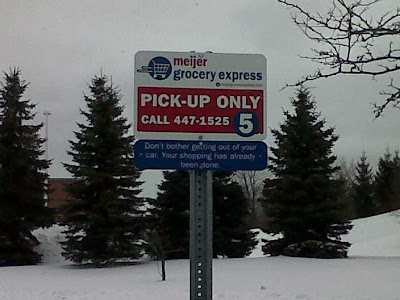 meijer
grocery express
PICK-UP ONLY
CALL 447-1525
5
Don't bother getting out of your
car. Your shopping has already
been done.